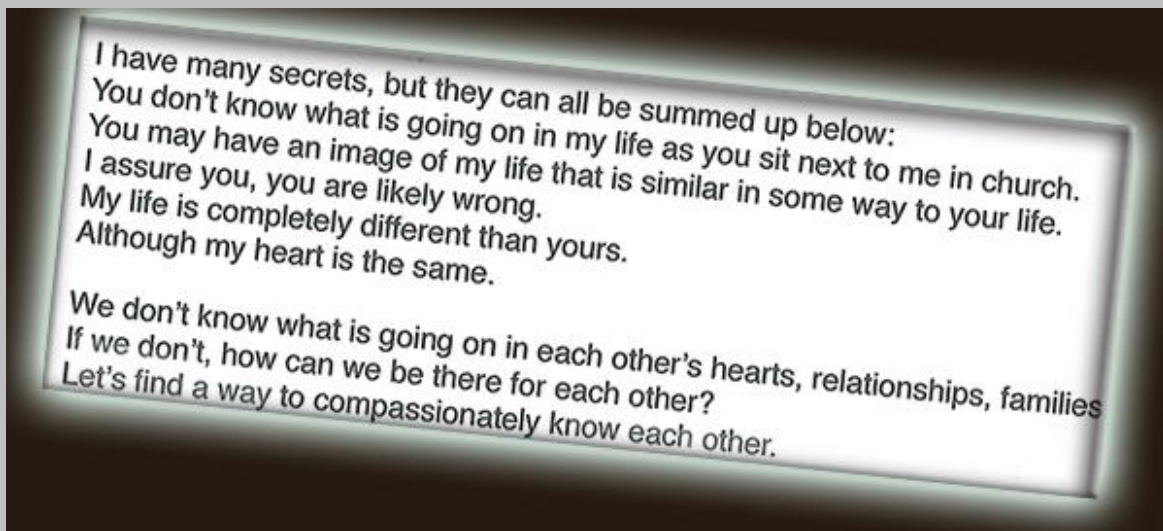 I have many secrets, but they can all be summed up below:
You don't know what is going on in my life as you sit next to me in church.
You may have an image of my life that is similar in some way to your life.
I assure you, you are likely wrong.
My life is completely different than yours.
Although my heart is the same.
We don't know what is going on in each other's hearts, relationships, families
If we don't, how can we be there for each other?
Let's find a way to compassionately know each other.